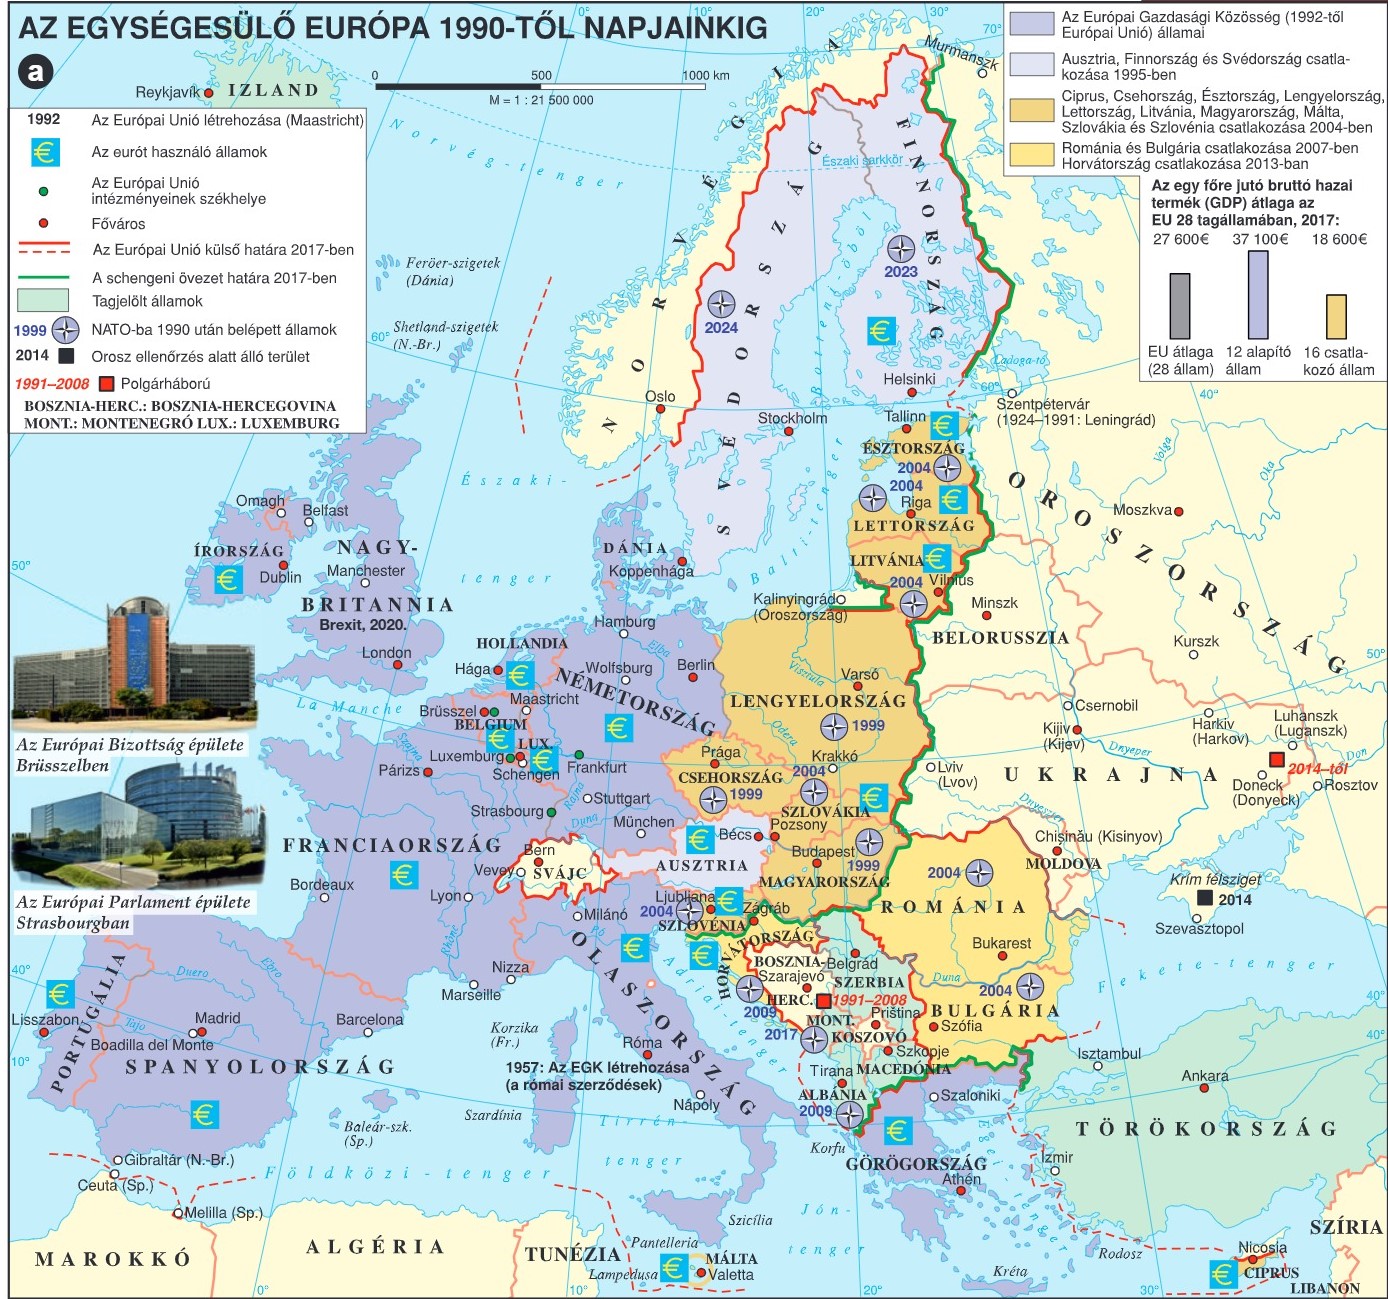 AZ EGYSÉGESÜLŐ EURÓPA 1990-TŐL NAPJAINKIG
a
0 500 1000 km
M = 1 : 21 500 000
1992 Az Európai Unió létrehozása (Maastricht)
€ Az eurót használó államok
Az Európai Unió
intézményeinek székhelye
Főváros
Az Európai Unió külső határa 2017-ben
A schengeni övezet határa 2017-ben
Tagjelölt államok
1999 NATO-ba 1990 után belépett államok
2014 Orosz ellenőrzés alatt álló terület
1991–2008 Polgárháború
BOSZNIA-HERC.: BOSZNIA-HERCEGOVINA
MONT.: MONTENEGRÓ LUX.: LUXEMBURG
Az Európai Gazdasági Közösség (1992-től
Európai Unió) államai
Ausztria, Finnország és Svédország csatla-
kozása 1995-ben
Ciprus, Csehország, Észtország, Lengyelország,
Lettország, Litvánia, Magyarország, Málta,
Szlovákia és Szlovénia csatlakozása 2004-ben
Románia és Bulgária csatlakozása 2007-ben
Horvátország csatlakozása 2013-ban
Az egy főre jutó bruttó hazai
termék (GDP) átlaga az
EU 28 tagállamában, 2017:
27 600€ 37 100€ 18 600€
EU átlaga
(28 állam)
12 alapító
állam
16 csatla-
kozó állam
10° 20° 30° 70°
Reykjavík
IZLAND
Murmanszk
Norvég-tenger
Északi sarkkör
NORVÉGIA
SVÉDORSZÁG
FINNORSZÁG
2023
2024
€
Botteni-öböl
Feröer-szigetek
(Dánia)
Shetland-szigetek
(N.-Br.)
60°
Ladoga-tó
60°
40°
Helsinki
Oslo
Stockholm
Szentpétervár
(1924–1991: Leningrád)
Tallinn
€
ÉSZTORSZÁG
2004
2004
Riga
€
LETTORSZÁG
LITVÁNIA
€
2004
Vilnius
Balti-tenger
Északi-
tenger
Volga
Oka
Moszkva
OROSZORSZÁG
Omagh
Belfast
ÍRORSZÁG
€
Dublin
NAGY-
BRITANNIA
Manchester
Brexit, 2020.
London
50°
DÁNIA
Koppenhága
Kalinyingrád
(Oroszország)
Minszk
BELORUSSZIA
Kurszk
50°
Hamburg
Elba
HOLLANDIA
Hága
€
Wolfsburg
Berlin
NÉMETORSZÁG
€
Maastricht
Brüsszel
BELGIUM
€
LUX.
Luxemburg
€
Schengen
Frankfurt
La Manche
Szajna
Párizs
Strasbourg
Rajna
Stuttgart
Duna
München
Visztula
Varsó
LENGYELORSZÁG
1999
Odera
Krakkó
Prága
CSEHORSZÁG
1999
2004
SZLOVÁKIA
€
Pozsony
Csernobil
Kijiv
(Kijev)
Dnyeper
Harkiv
(Harkov)
Luhanszk
(Luganszk)
2014–től
Don
Doneck
(Donyeck)
Rosztov
Lviv
(Lvov)
UKRAJNA
Dnyeszter
Chișinău (Kisinyov)
MOLDOVA
Krím félsziget
2014
Szevasztopol
Az Európai Bizottság épülete
Brüsszelben
Az Európai Parlament épülete
Strasbourgban
FRANCIAORSZÁG
€
Bordeaux
Lyon
Rhône
Bern
Vevey
SVÁJC
€
Bécs
AUSZTRIA
Budapest
1999
MAGYARORSZÁG
2004
ROMÁNIA
Bukarest
Duna
2004
BULGÁRIA
Szófia
Fekete-tenger
Milánó
Pó
Ljubljana
€
2004
SZLOVÉNIA
Zágráb
HORVÁTORSZÁG
€
€
2009
BOSZNIA-
Szarajevó
HERC.
Belgrád
SZERBIA
1991–2008
MONT.
2017
Pristina
KOSZOVÓ
Szkopje
MACEDÓNIA
Tirana
ALBÁNIA
2009
Adriai-tenger
OLASZORSZÁG
Nizza
Marseille
Korzika
(Fr.)
Róma
1957: Az EGK létrehozása
(a római szerződések)
Nápoly
Szardínia
Tirrén-
tenger
40°
PORTUGÁLIA
€
Lisszabon
Duero
Ebro
Tajo
Madrid
Boadilla del Monte
Barcelona
SPANYOLORSZÁG
€
10°
Baleár-szk.
(Sp.)
Gibraltár (N.-Br.)
Ceuta (Sp.)
Melilla (Sp.)
Földközi-tenger
MAROKKÓ
ALGÉRIA
TUNÉZIA
Pantelleria
Lampedusa
€
MÁLTA
Valetta
Szicília
Jón-
tenger
Korfu
Szaloniki
€
GÖRÖGORSZÁG
Athén
Égei-tenger
Kréta
Rodosz
Isztambul
Ankara
TÖRÖKORSZÁG
Izmir
40°
SZÍRIA
Nicosia
€
CIPRUS
LIBANON
0° 10° 20° 30°